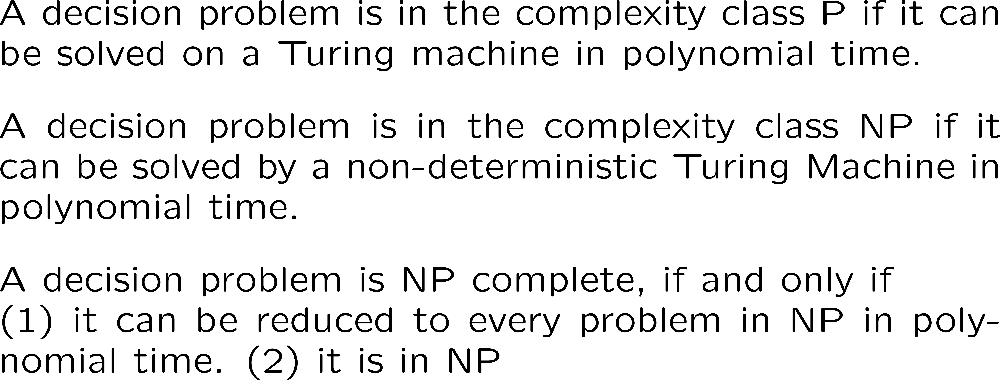 A decision problem is in the complexity class P if it can
be solved on a Turing machine in polynomial time.
A decision problem is in the complexity class NP if it
can be solved by a non-deterministic Turing Machine in
polynomial time.
A decision problem is NP complete, if and only if
(1) it can be reduced to every problem in NP in poly-
nomial time. (2) it is in NP